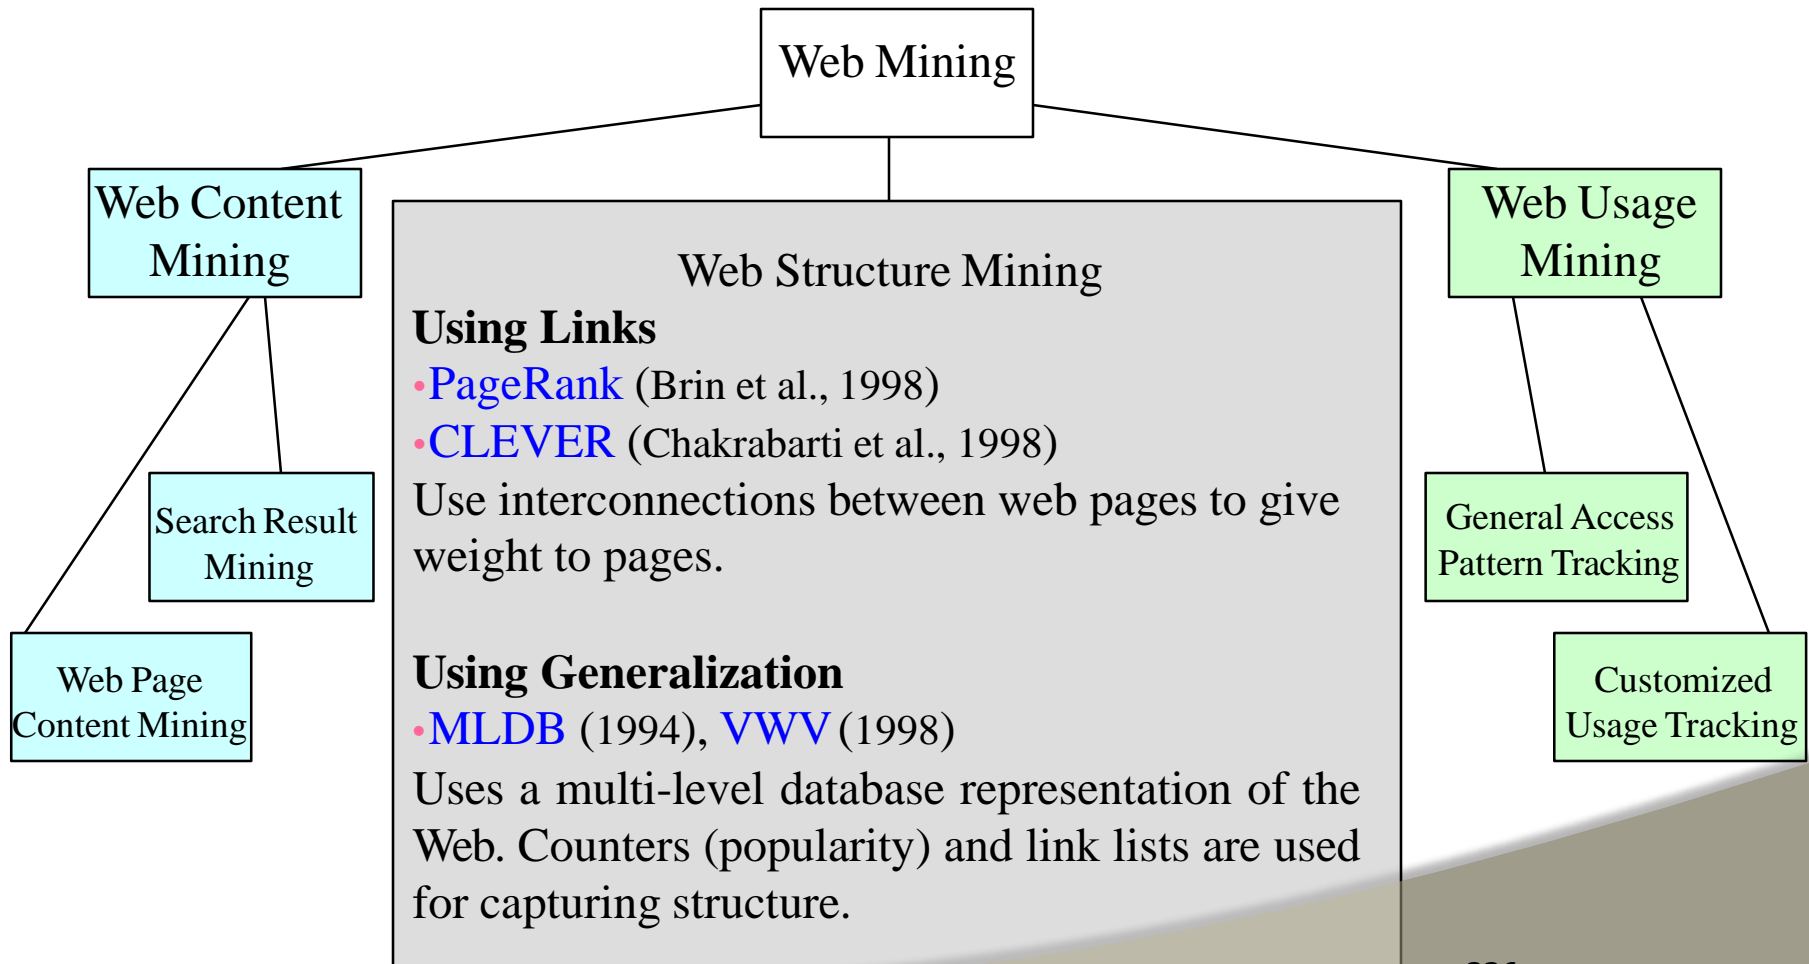 Web Mining
Web Content
Mining
Search Result
Mining
Web Page
Content Mining
Web Structure Mining
Using Links
•PageRank (Brin et al., 1998)
•CLEVER (Chakrabarti et al., 1998)
Use interconnections between web pages to give
weight to pages.
Using Generalization
•MLDB (1994), VWV (1998)
Uses a multi-level database representation of the
Web. Counters (popularity) and link lists are used
for capturing structure.
Web Usage
Mining
General Access
Pattern Tracking
Customized
Usage Tracking